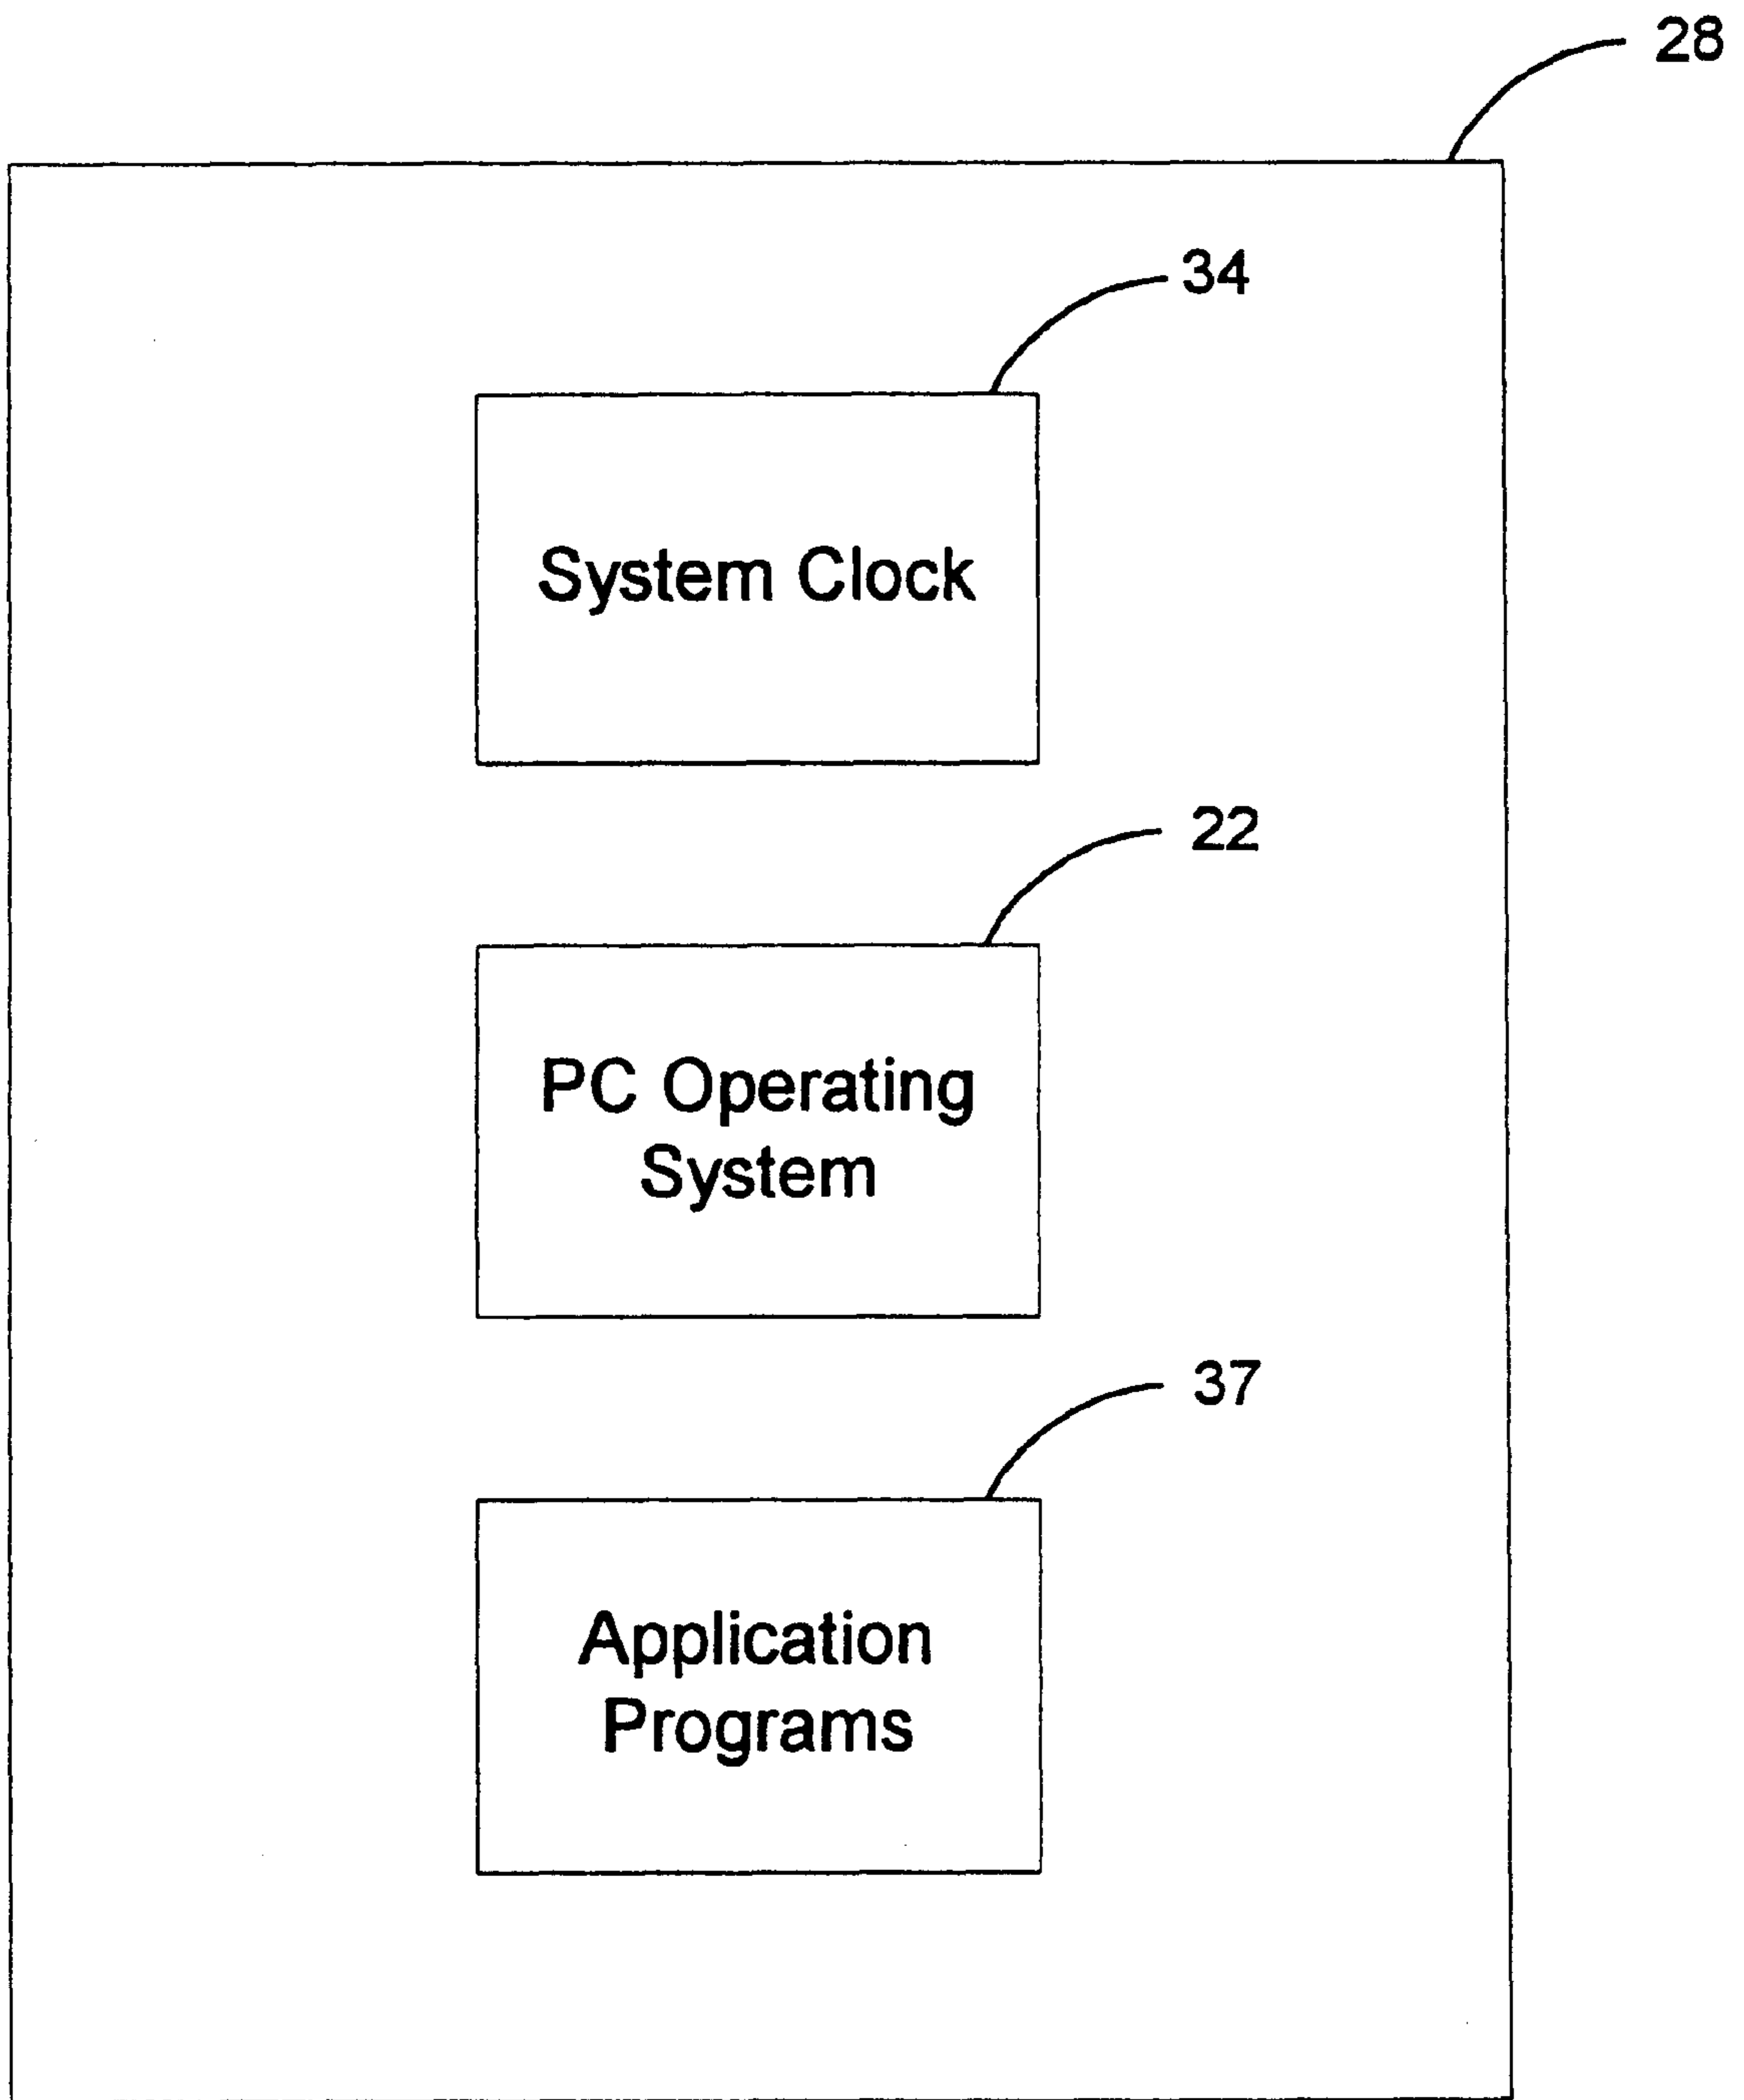 28
34
System Clock
22
PC Operating
System
37
Application
Programs